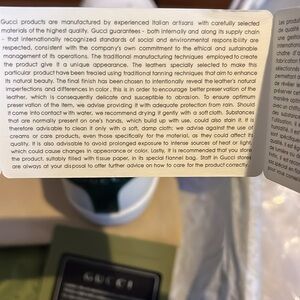 Gucci products are manufactured by experienced Italian artisans with carefully selected
materials of the highest quality. Gucci guarantees - both internally and along its supply chain
- that internationally recognized standards of social and environmental responsibility are
respected, consistent with the company's own commitment to the ethical and sustainable
management of its operations. The traditional manufacturing techniques employed to create
the product give it a unique appearance. The leathers specially selected to make this
particular product have been treated using traditional tanning techniques that aim to enhance
its natural beauty. The final finish has been chosen to intentionally reveal the leather's natural
imperfections and differences in color; this is in order to encourage better preservation of the
leather, which is consequently delicate and susceptible to abrasion. To ensure optimum
preservation of the item, we advise providing it with adequate protection from rain. Should
it come into contact with water, we recommend drying it gently with a soft cloth. Substances
that are normally present on one's hands, which build up with use, could also stain it. It is
therefore advisable to clean it only with a soft, damp cloth; we advise against the use of
creams or care products, even those specifically for the material, as they could affect its
quality. It is also advisable to avoid prolonged exposure to intense sources of heat or light,
which could cause changes in appearance or color. Lastly, it is recommended that you store
the product, suitably filled with tissue paper, in its special flannel bag. Staff in Gucci stores
are always at your disposal to offer further advice on how to care for the product correctly.
GUCCI